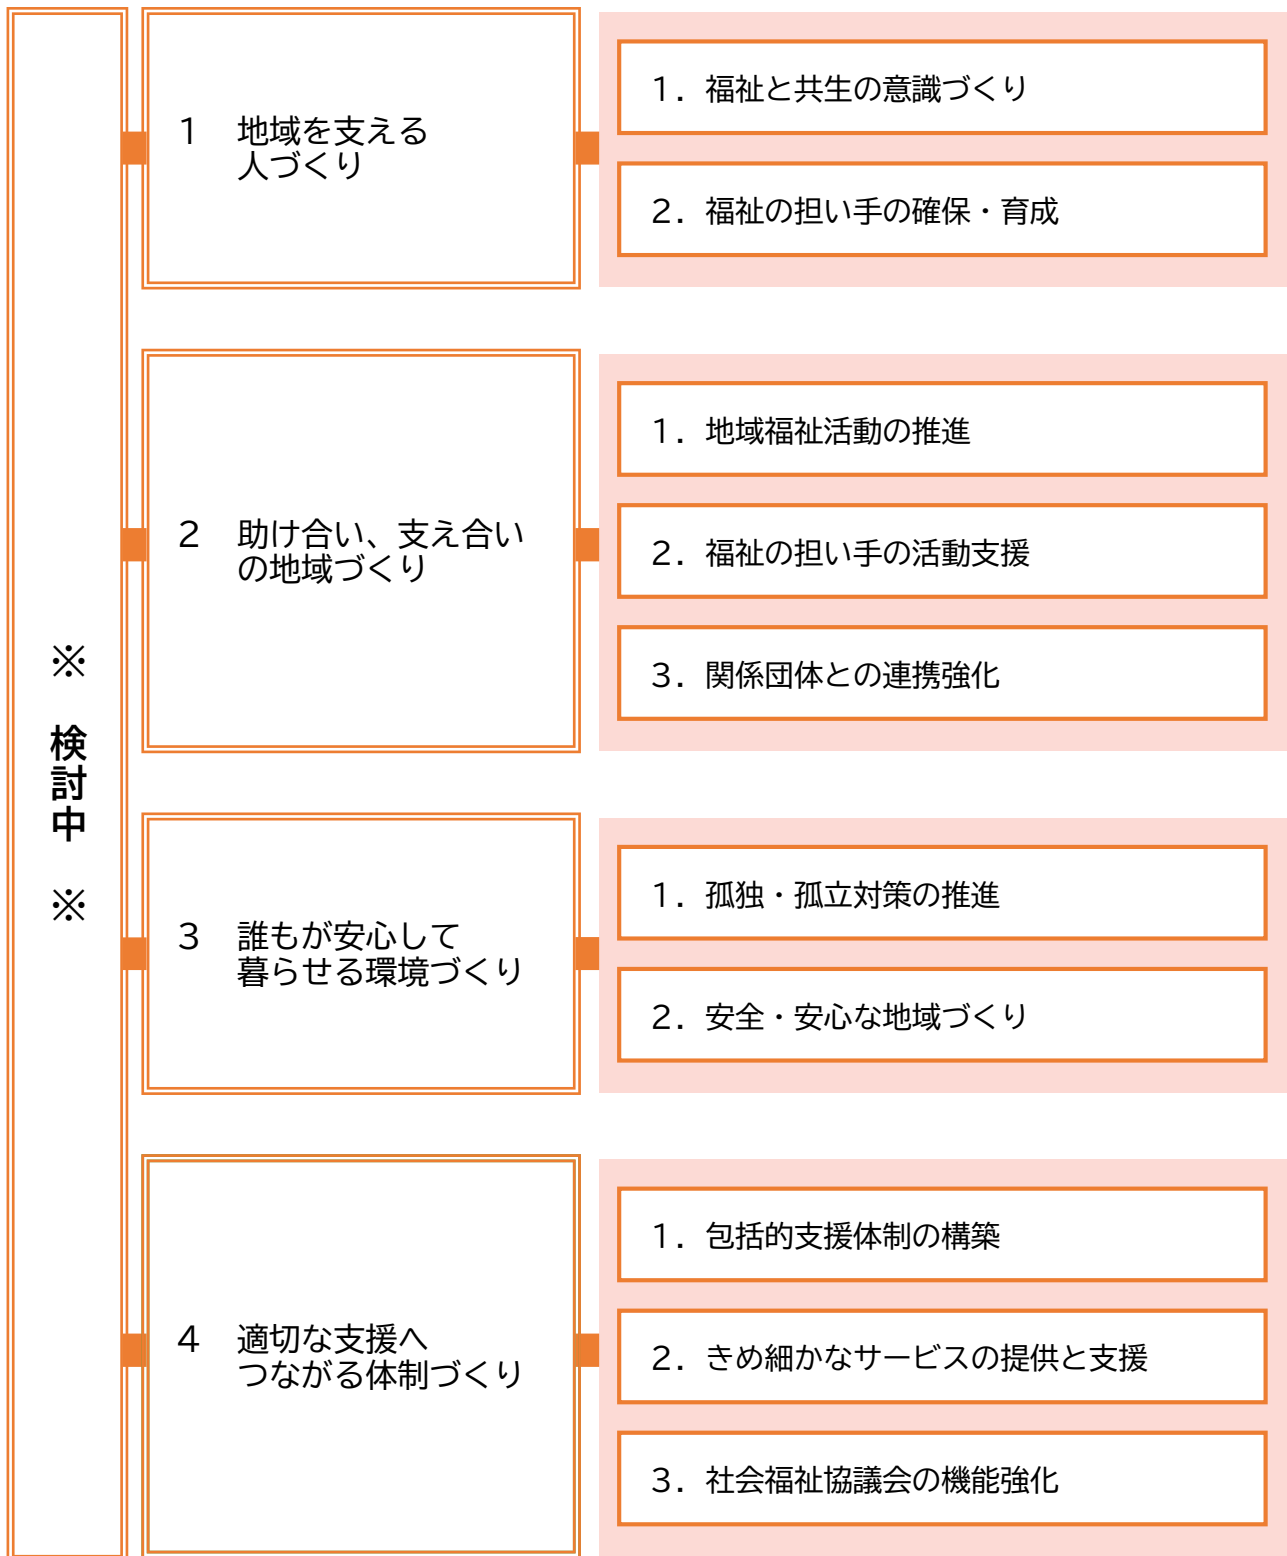 ※ 検討中 ※
1 地域を支える
人づくり
1. 福祉と共生の意識づくり
2. 福祉の担い手の確保・育成
2 助け合い、支え合い
の地域づくり
1. 地域福祉活動の推進
2. 福祉の担い手の活動支援
3. 関係団体との連携強化
3 誰もが安心して
暮らせる環境づくり
1. 孤独・孤立対策の推進
2. 安全・安心な地域づくり
4 適切な支援へ
つながる体制づくり
1. 包括的支援体制の構築
2. きめ細かなサービスの提供と支援
3. 社会福祉協議会の機能強化